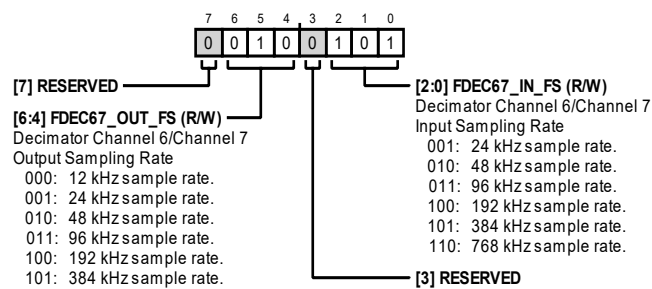 7 6 5 4 3 2 1 0
0 0 1 0 0 1 0 1
[7] RESERVED
[6:4] FDEC67_OUT_FS (R/W)
Decimator Channel 6/Channel 7
Output Sampling Rate
000: 12 kHz sample rate.
001: 24 kHz sample rate.
010: 48 kHz sample rate.
011: 96 kHz sample rate.
100: 192 kHz sample rate.
101: 384 kHz sample rate.
[2:0] FDEC67_IN_FS (R/W)
Decimator Channel 6/Channel 7
Input Sampling Rate
001: 24 kHz sample rate.
010: 48 kHz sample rate.
011: 96 kHz sample rate.
100: 192 kHz sample rate.
101: 384 kHz sample rate.
110: 768 kHz sample rate.
[3] RESERVED